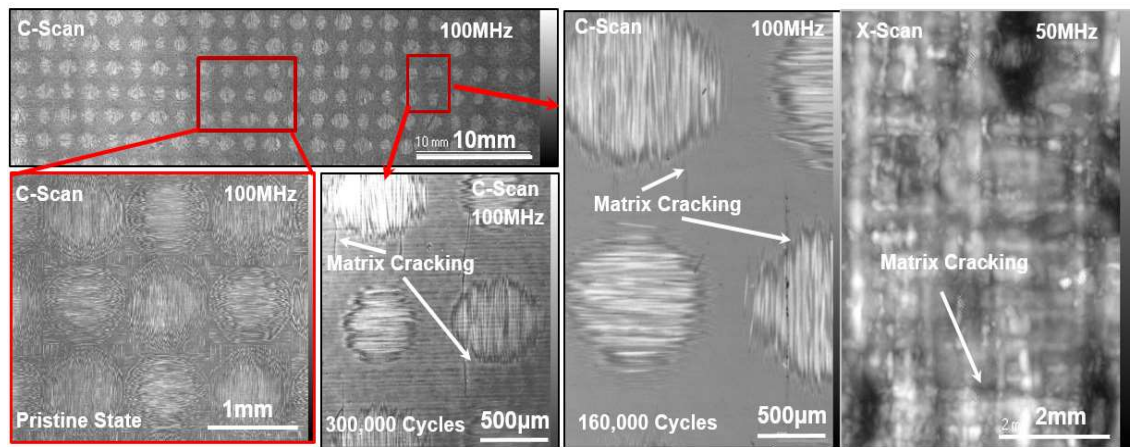 C-Scan
100MHz
10 mm 10mm
C-Scan
100MHz
Pristine State
1mm
C-Scan
100MHz
Matrix Cracking
300,000 Cycles
500µm
C-Scan
100MHz
Matrix Cracking
160,000 Cycles
500µm
X-Scan
50MHz
Matrix Cracking
2mm